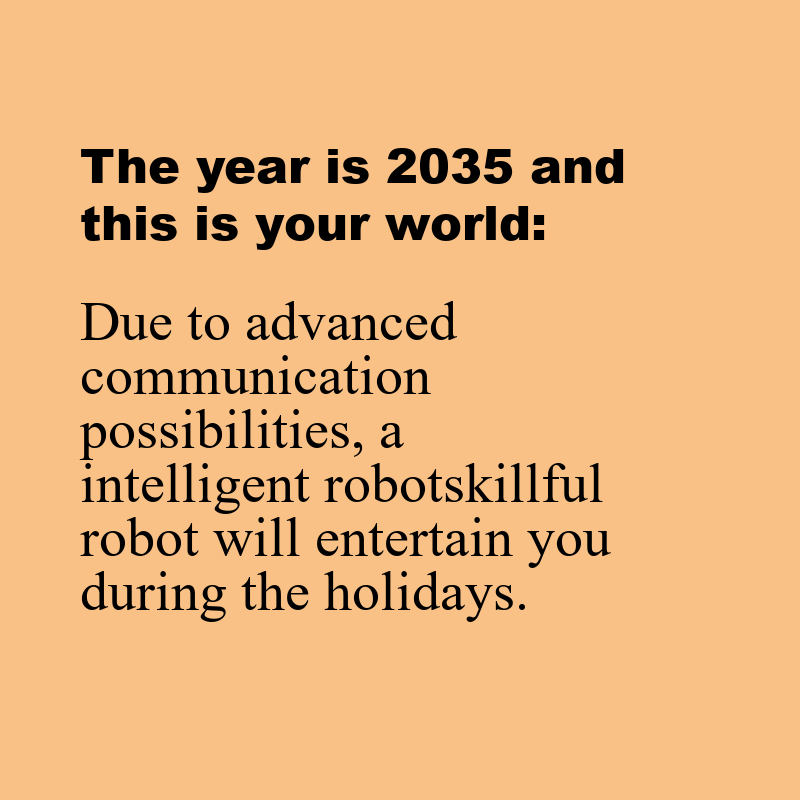 The year is 2035 and
this is your world:
Due to advanced
communication
possibilities, a
intelligent robotskillful
robot will entertain you
during the holidays.